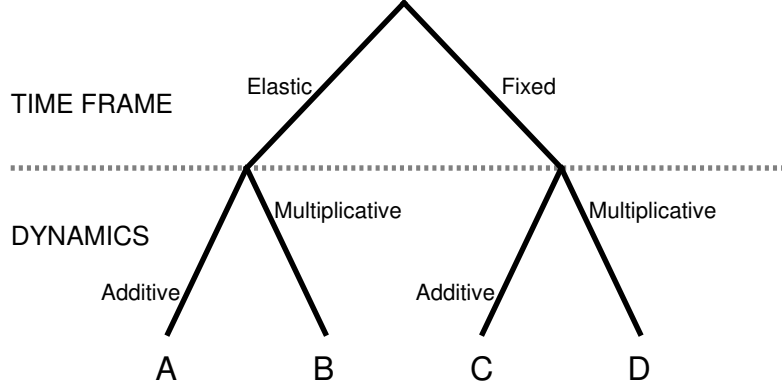 Elastic
Fixed
TIME FRAME
Multiplicative
Multiplicative
DYNAMICS
Additive
Additive
A
B
C
D